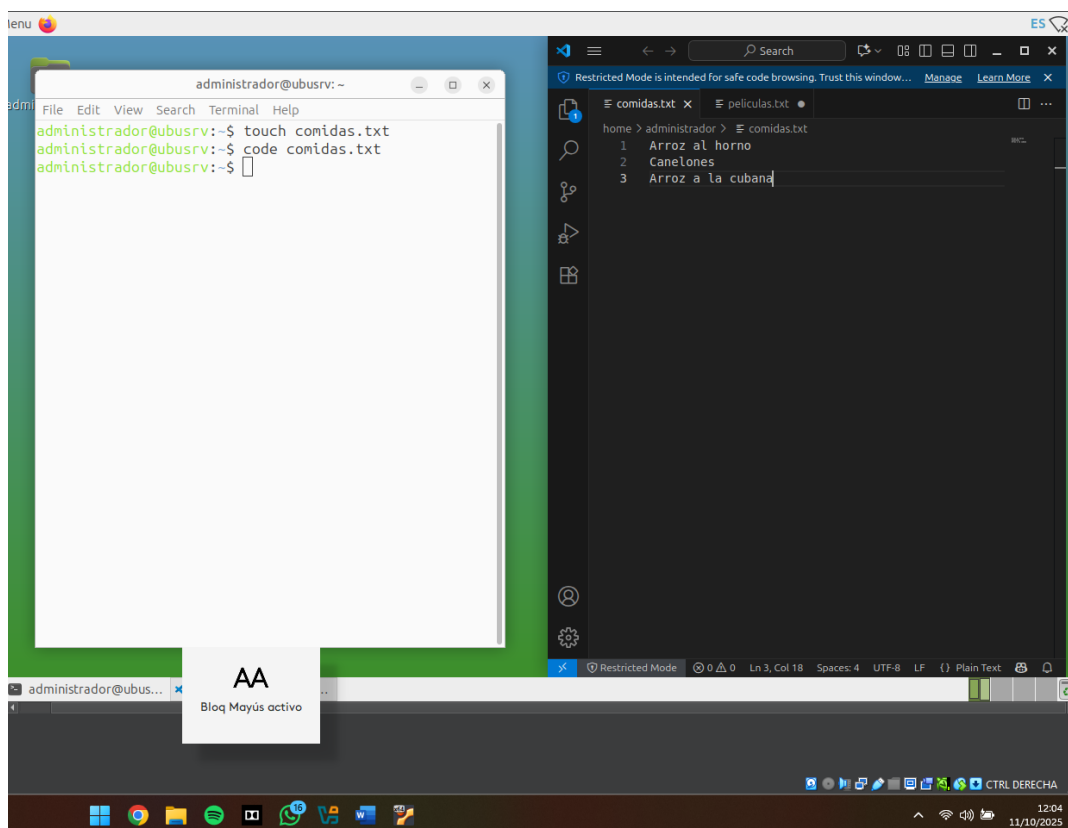 Menu
ES
administrador@ubusrv: ~
File Edit View Search Terminal Help
administrador@ubusrv:~$ touch comidas.txt
administrador@ubusrv:~$ code comidas.txt
administrador@ubusrv:~$
Search
Restricted Mode is intended for safe code browsing. Trust this window... Manage Learn More
comidas.txt
peliculas.txt
home > administrador > comidas.txt
1 Arroz al horno
2 Canelones
3 Arroz a la cubana
1
Restricted Mode 0 0 Ln 3, Col 18 Spaces: 4 UTF-8 LF {} Plain Text
administrador@ubus...
AA
Bloq Mayús activo
CTRL DERECHA
16
12:04
11/10/2025